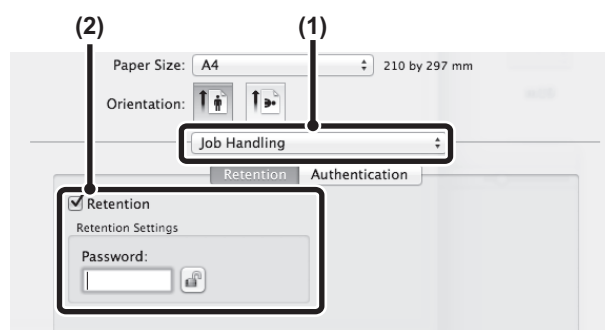 (2) (1)
Paper Size: A4 210 by 297 mm
Orientation:
Job Handling
Retention Authentication
Retention
Retention Settings
Password: